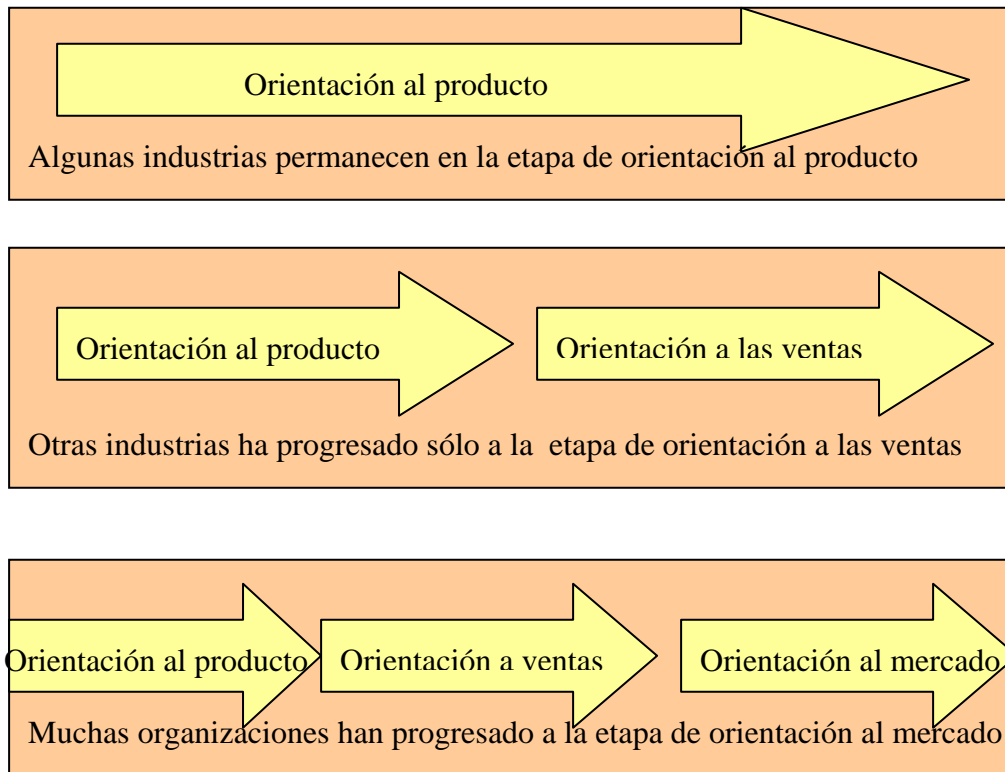 Orientación al producto
Algunas industrias permanecen en la etapa de orientación al producto
Orientación al producto
Orientación a las ventas
Otras industrias ha progresado sólo a la etapa de orientación a las ventas
Orientación al producto
Orientación a ventas
Orientación al mercado
Muchas organizaciones han progresado a la etapa de orientación al mercado